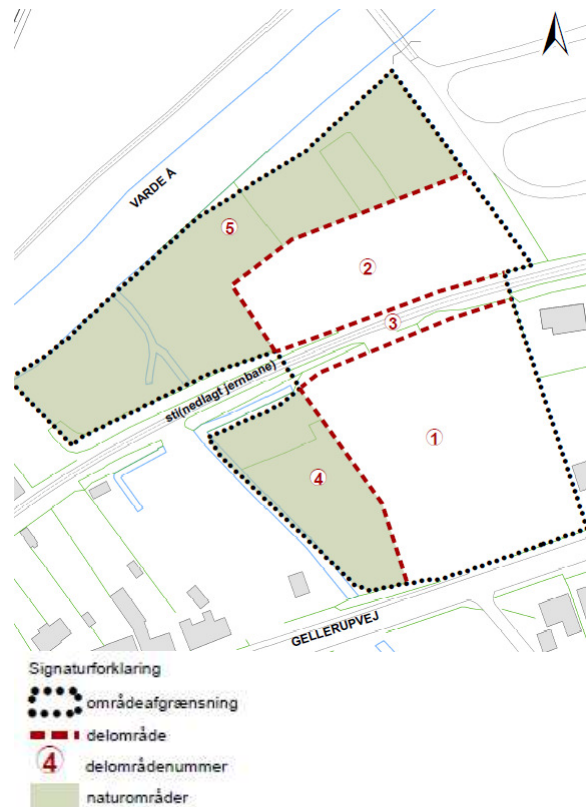 VARDE Å
5
2
3
sti(nedlagt jernbane)
1
4
GELLERUPVEJ
Signaturforklaring
områdeafgrænsning
delområde
4 delområdenummer
naturområder